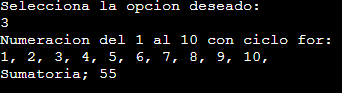 Selecciona la opcion deseado:
3
Numeracion del 1 al 10 con ciclo for:
1, 2, 3, 4, 5, 6, 7, 8, 9, 10,
Sumatoria; 55